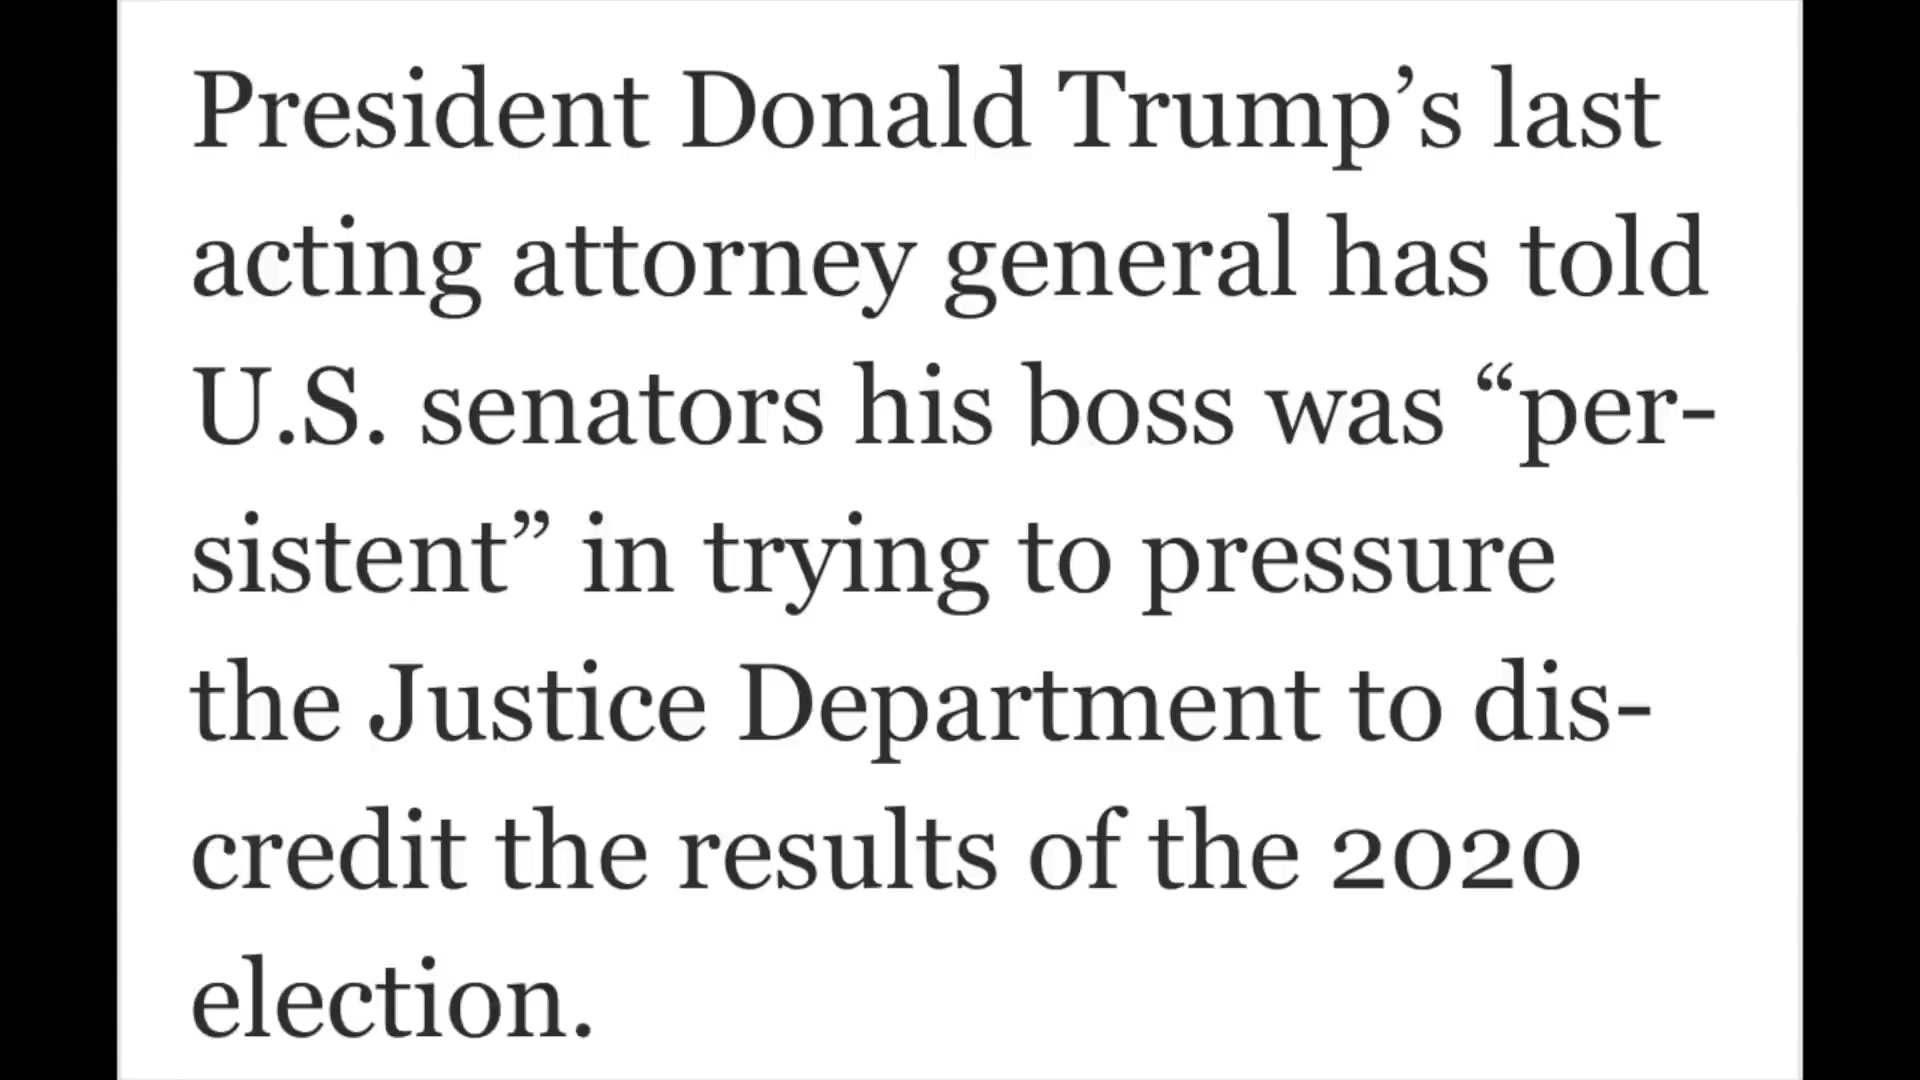 President Donald Trump’s last
acting attorney general has told
U.S. senators his boss was “per-
sistent” in trying to pressure
the Justice Department to dis-
credit the results of the 2020
election.